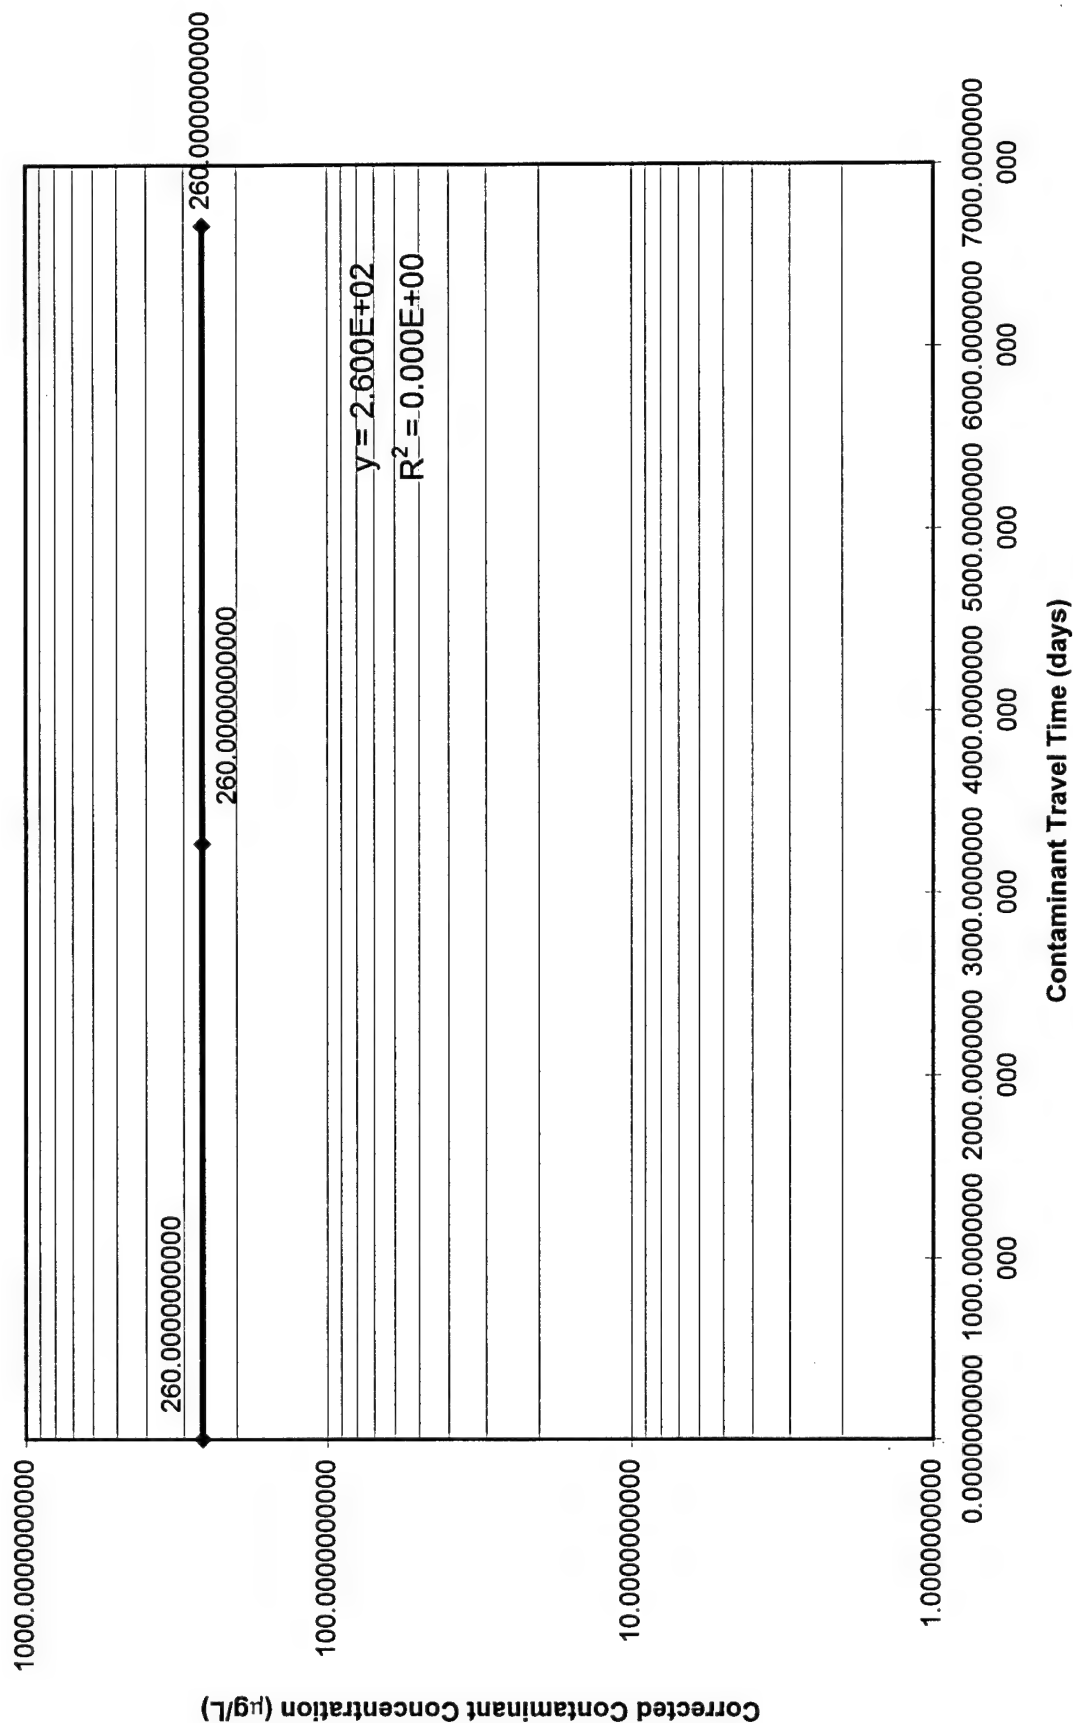 Corrected Contaminant Concentration (µg/L)
1000.0000000000
100.0000000000
10.0000000000
1.0000000000
260.0000000000
260.0000000000
260.0000000000
y = 2.600E+02
R² = 0.000E+00
0.0000000000 1000.0000000 2000.0000000 3000.0000000 4000.0000000 5000.0000000 6000.0000000 7000.0000000
000 000 000 000 000 000 000
Contaminant Travel Time (days)